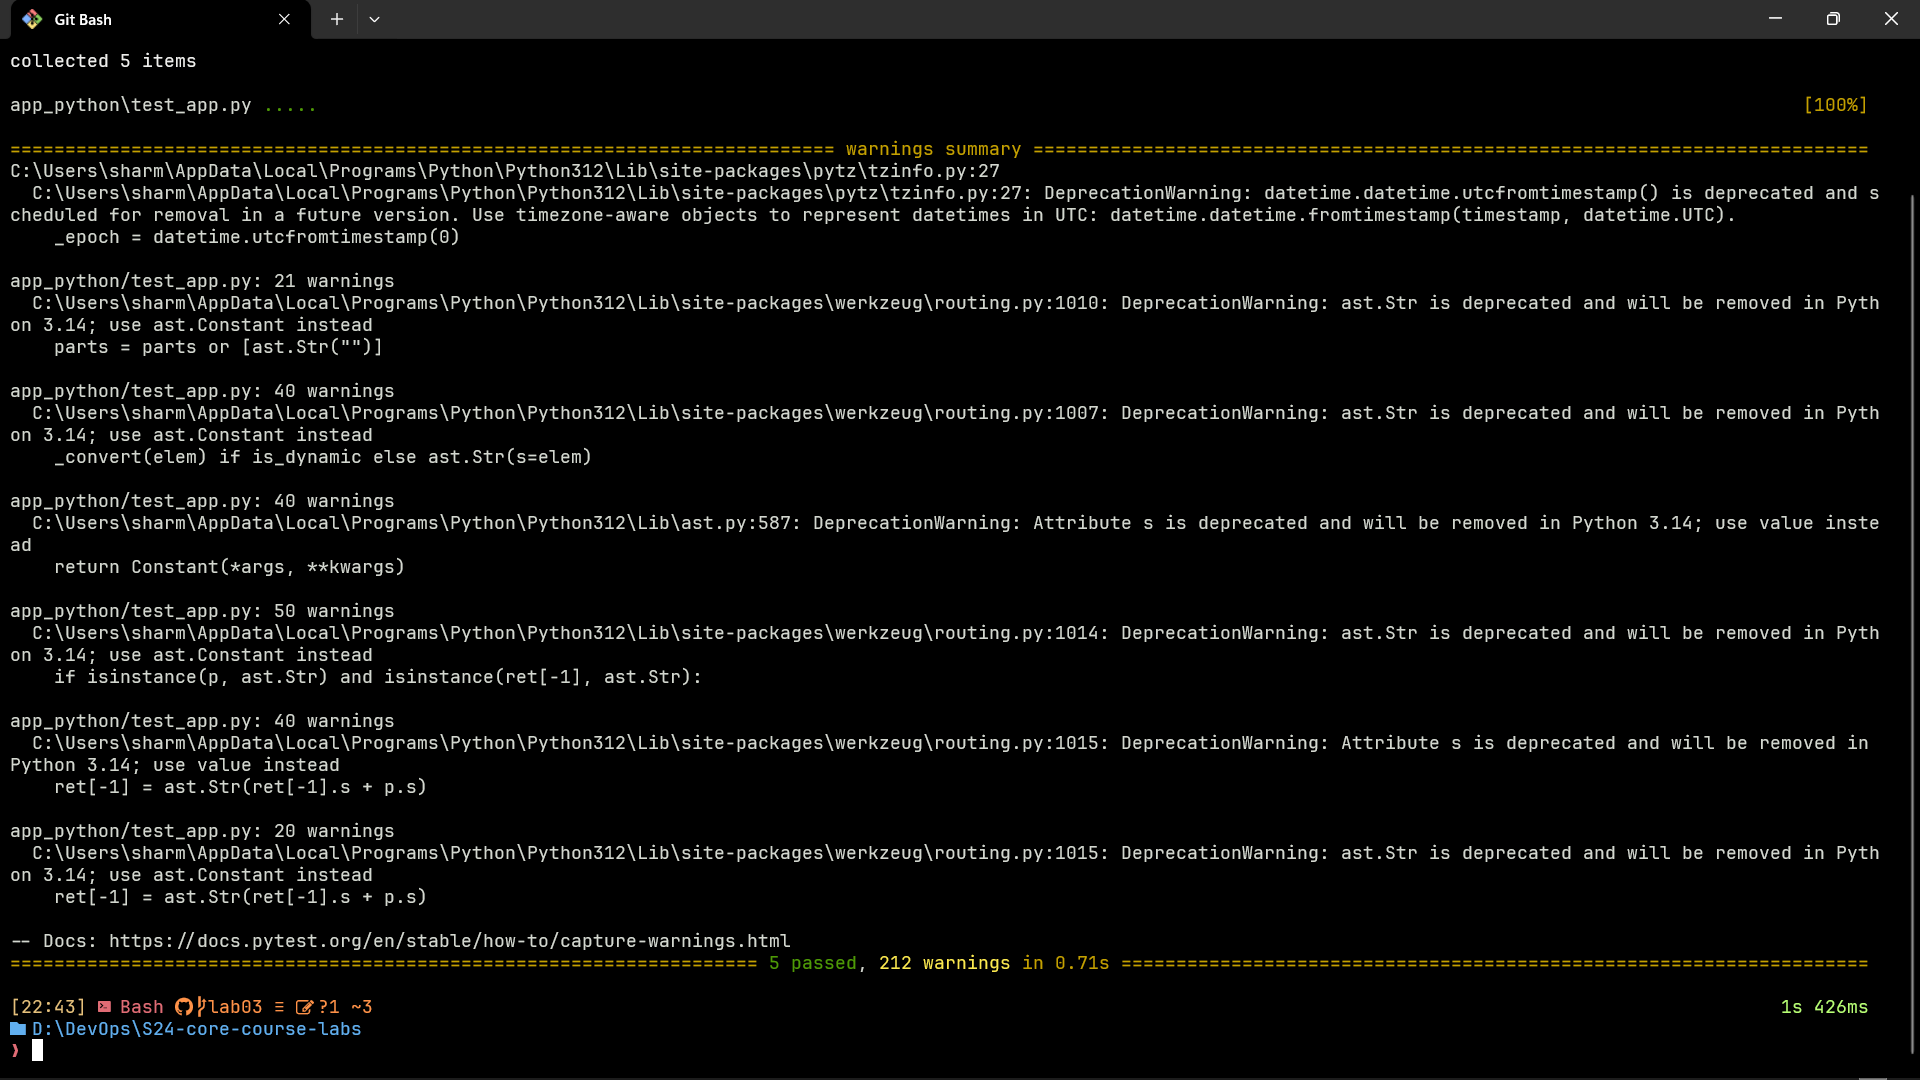 Git Bash
collected 5 items
app_python\test_app.py ..... [100%]
=========================================================================== warnings summary ============================================================================
C:\Users\sharm\AppData\Local\Programs\Python\Python312\Lib\site-packages\pytz\tzinfo.py:27
  C:\Users\sharm\AppData\Local\Programs\Python\Python312\Lib\site-packages\pytz\tzinfo.py:27: DeprecationWarning: datetime.datetime.utcfromtimestamp() is deprecated and s
cheduled for removal in a future version. Use timezone-aware objects to represent datetimes in UTC: datetime.datetime.fromtimestamp(timestamp, datetime.UTC).
    _epoch = datetime.utcfromtimestamp(0)
app_python/test_app.py: 21 warnings
  C:\Users\sharm\AppData\Local\Programs\Python\Python312\Lib\site-packages\werkzeug\routing.py:1010: DeprecationWarning: ast.Str is deprecated and will be removed in Pyth
on 3.14; use ast.Constant instead
    parts = parts or [ast.Str("")]
app_python/test_app.py: 40 warnings
  C:\Users\sharm\AppData\Local\Programs\Python\Python312\Lib\site-packages\werkzeug\routing.py:1007: DeprecationWarning: ast.Str is deprecated and will be removed in Pyth
on 3.14; use ast.Constant instead
    _convert(elem) if is_dynamic else ast.Str(s=elem)
app_python/test_app.py: 40 warnings
  C:\Users\sharm\AppData\Local\Programs\Python\Python312\Lib\ast.py:587: DeprecationWarning: Attribute s is deprecated and will be removed in Python 3.14; use value inste
ad
    return Constant(*args, **kwargs)
app_python/test_app.py: 50 warnings
  C:\Users\sharm\AppData\Local\Programs\Python\Python312\Lib\site-packages\werkzeug\routing.py:1014: DeprecationWarning: ast.Str is deprecated and will be removed in Pyth
on 3.14; use ast.Constant instead
    if isinstance(p, ast.Str) and isinstance(ret[-1], ast.Str):
app_python/test_app.py: 40 warnings
  C:\Users\sharm\AppData\Local\Programs\Python\Python312\Lib\site-packages\werkzeug\routing.py:1015: DeprecationWarning: Attribute s is deprecated and will be removed in
Python 3.14; use value instead
    ret[-1] = ast.Str(ret[-1].s + p.s)
app_python/test_app.py: 20 warnings
  C:\Users\sharm\AppData\Local\Programs\Python\Python312\Lib\site-packages\werkzeug\routing.py:1015: DeprecationWarning: ast.Str is deprecated and will be removed in Pyth
on 3.14; use ast.Constant instead
    ret[-1] = ast.Str(ret[-1].s + p.s)
-- Docs: https://docs.pytest.org/en/stable/how-to/capture-warnings.html
==================================================================== 5 passed, 212 warnings in 0.71s ====================================================================
[22:43] Bash lab03 ≡ ?1 ~3 1s 426ms
D:\DevOps\S24-core-course-labs
❯